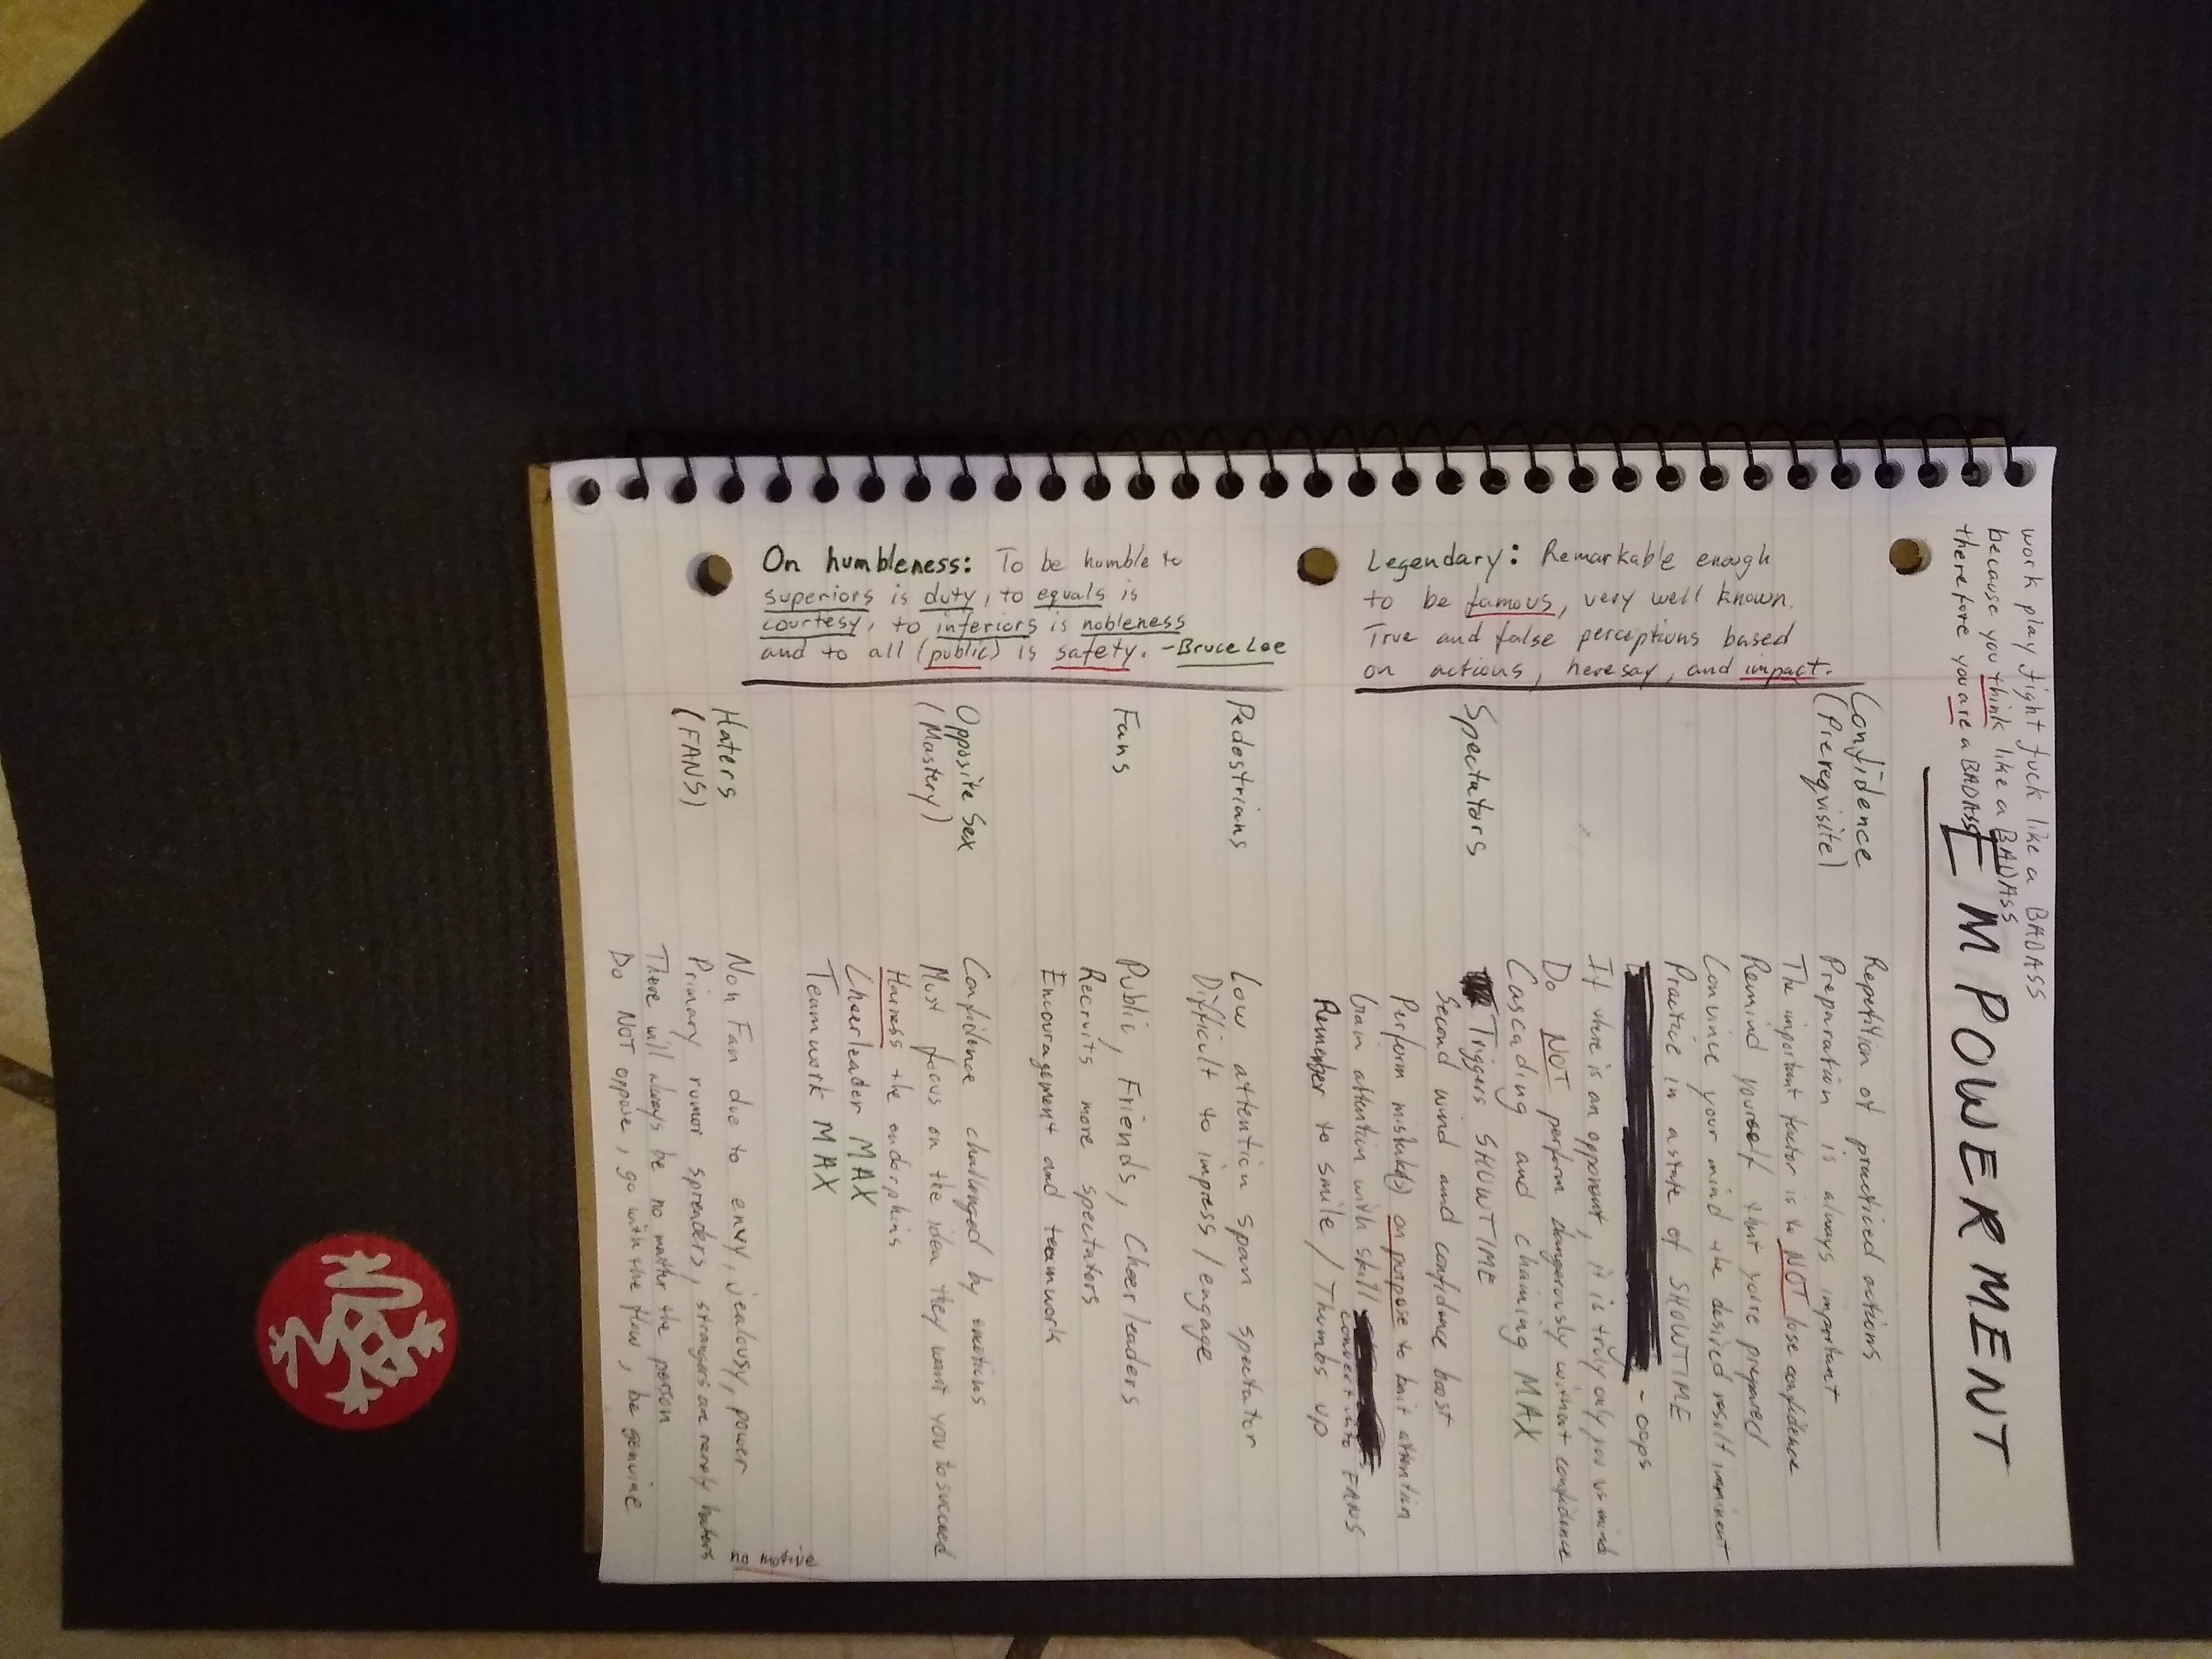 work play fight fuck like a BADASS
because you think like a BADASS
therefore you are a BADASS
EMPOWERMENT
Confidence
(Prerequisite)
Repetition of practiced actions
Preparation is always important
The important factor is to NOT lose confidence
Remind yourself that you're prepared
Convince your mind the desired result imminent
Practice in a state of SHOWTIME
- oops
If there is an opponent, it is truly only you vs mind
Do NOT perform dangerously without confidence
Cascading and chaining MAX
Spectators
Triggers SHOWTIME
Second wind and confidence boost
Perform mistake(s) on purpose to bait attention
Gain attention with skill convert into FANS
Remember to smile / Thumbs up
Pedestrians
Low attention span spectator
Difficult to impress / engage
Fans
Public, Friends, Cheerleaders
Recruits more spectators
Encouragement and teamwork
Opposite Sex
(Mastery)
Confidence challenged by emotions
Must focus on the idea they want you to succeed
Harness the endorphins
Cheerleader MAX
Teamwork MAX
Haters
(FANS)
Non Fan due to envy, jealousy, power
Primary rumor spreaders, strangers are rarely haters
no motive
There will always be no matter the person
Do NOT oppose, go with the flow, be genuine
Legendary: Remarkable enough
to be famous, very well known.
True and false perceptions based
on actions, heresay, and impact.
On humbleness: To be humble to
superiors is duty, to equals is
courtesy, to inferiors is nobleness
and to all (public) is safety. -Bruce Lee